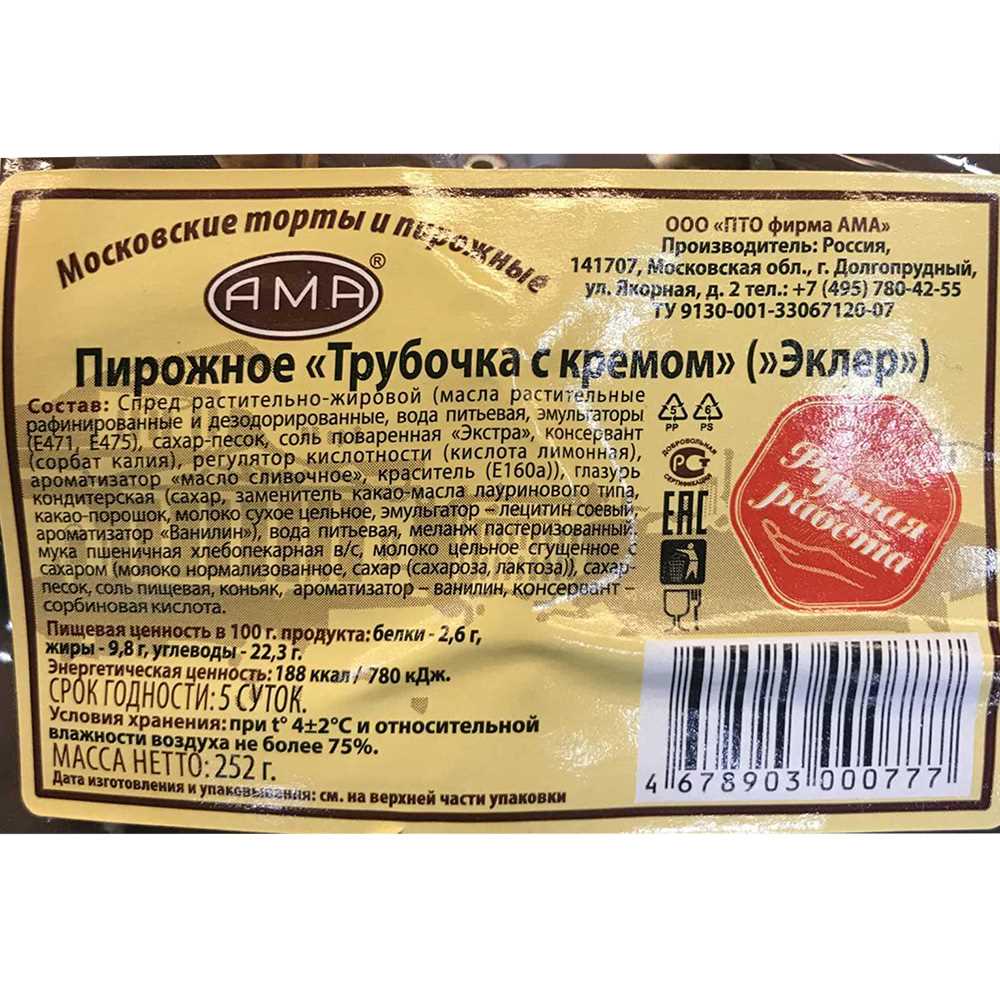 Московские торты и пирожные
АМА®
ООО «ПТО фирма АМА»
Производитель: Россия,
141707, Московская обл., г. Долгопрудный,
ул. Якорная, д. 2 тел.: +7 (495) 780-42-55
ТУ 9130-001-33067120-07
Пирожное «Трубочка с кремом» (»Эклер»)
Состав: Спред растительно-жировой (масла растительные
рафинированные и дезодорированные, вода питьевая, эмульгаторы
(Е471, Е475), сахар-песок, соль поваренная «Экстра», консервант
(сорбат калия), регулятор кислотности (кислота лимонная),
ароматизатор «масло сливочное», краситель (Е160а)), глазурь
кондитерская (сахар, заменитель какао-масла лауринового типа,
какао-порошок, молоко сухое цельное, эмульгатор – лецитин соевый,
ароматизатор «Ванилин»), вода питьевая, меланж пастеризованный,
мука пшеничная хлебопекарная в/с, молоко цельное сгущенное с
сахаром (молоко нормализованное, сахар (сахароза, лактоза)), сахар-
песок, соль пищевая, коньяк, ароматизатор – ванилин, консервант –
сорбиновая кислота.
5 PP
6 PS
ДОБРОВОЛЬНАЯ
СЕРТИФИКАЦИЯ
ЕАС
Ручная
работа
Пищевая ценность в 100 г. продукта: белки - 2,6 г,
жиры - 9,8 г, углеводы - 22,3 г.
Энергетическая ценность: 188 ккал / 780 кДж.
СРОК ГОДНОСТИ: 5 СУТОК.
Условия хранения: при t° 4±2°С и относительной
влажности воздуха не более 75%.
МАССА НЕТТО: 252 г.
Дата изготовления и упаковывания: см. на верхней части упаковки
4 678903 000777